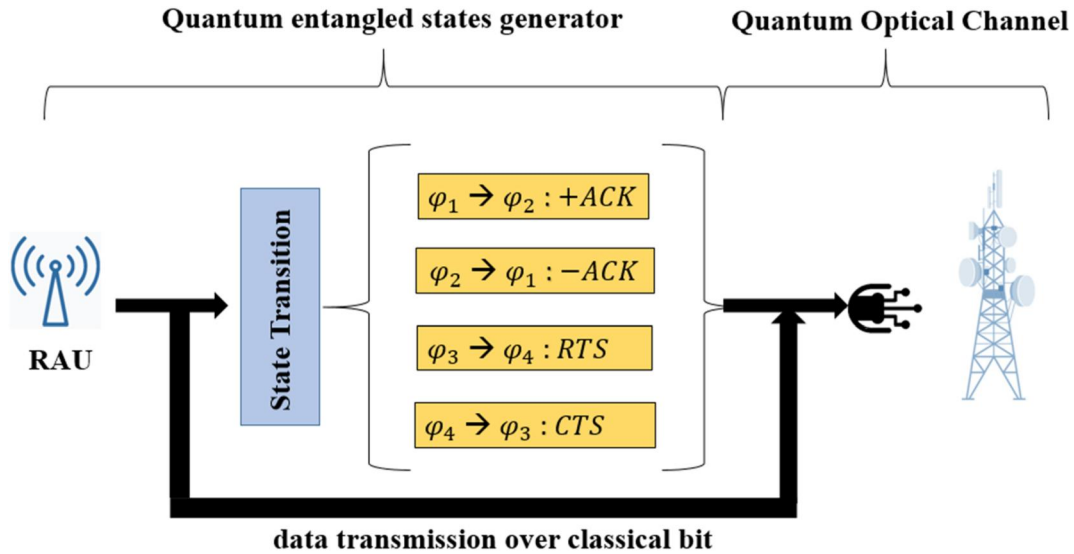 Quantum entangled states generator
Quantum Optical Channel
RAU
State Transition
φ₁ → φ₂ : +ACK
φ₂ → φ₁ : −ACK
φ₃ → φ₄ : RTS
φ₄ → φ₃ : CTS
data transmission over classical bit